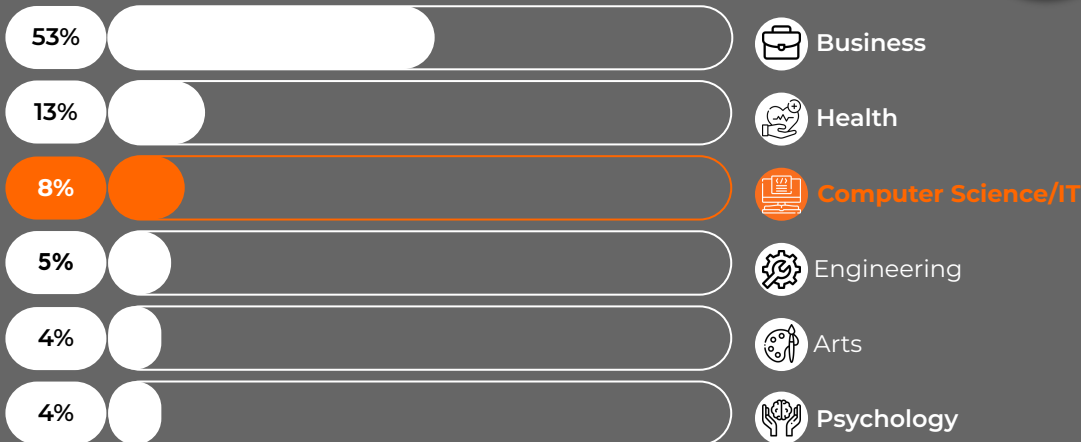 53% Business
13% Health
8% Computer Science/IT
5% Engineering
4% Arts
4% Psychology